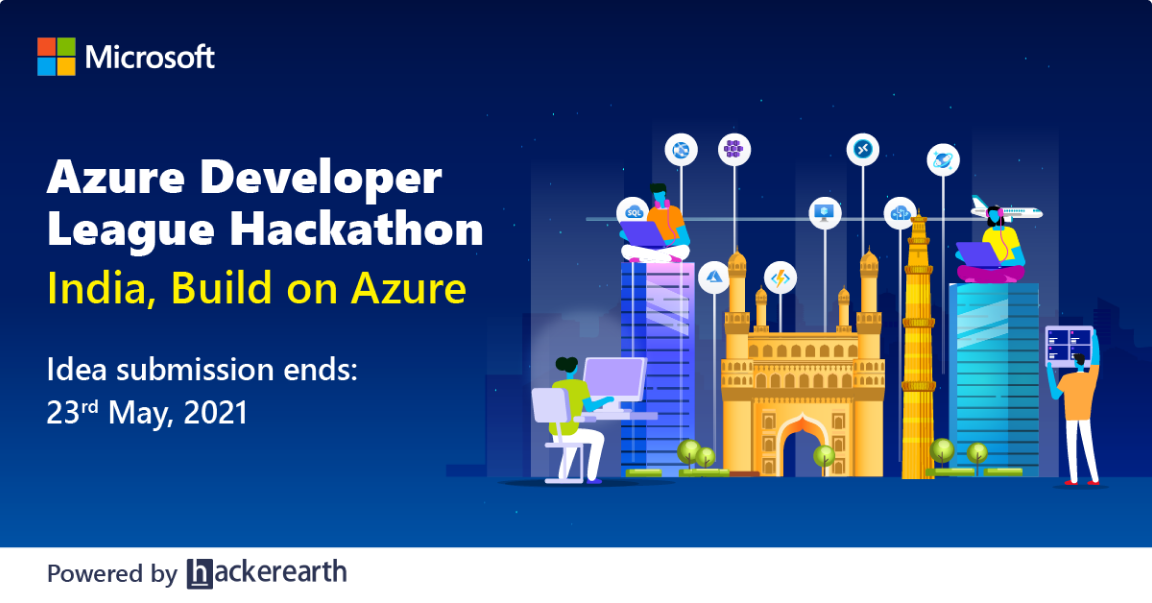 Microsoft
Azure Developer
League Hackathon
India, Build on Azure
Idea submission ends:
23rd May, 2021
SQL
Powered by hackerearth